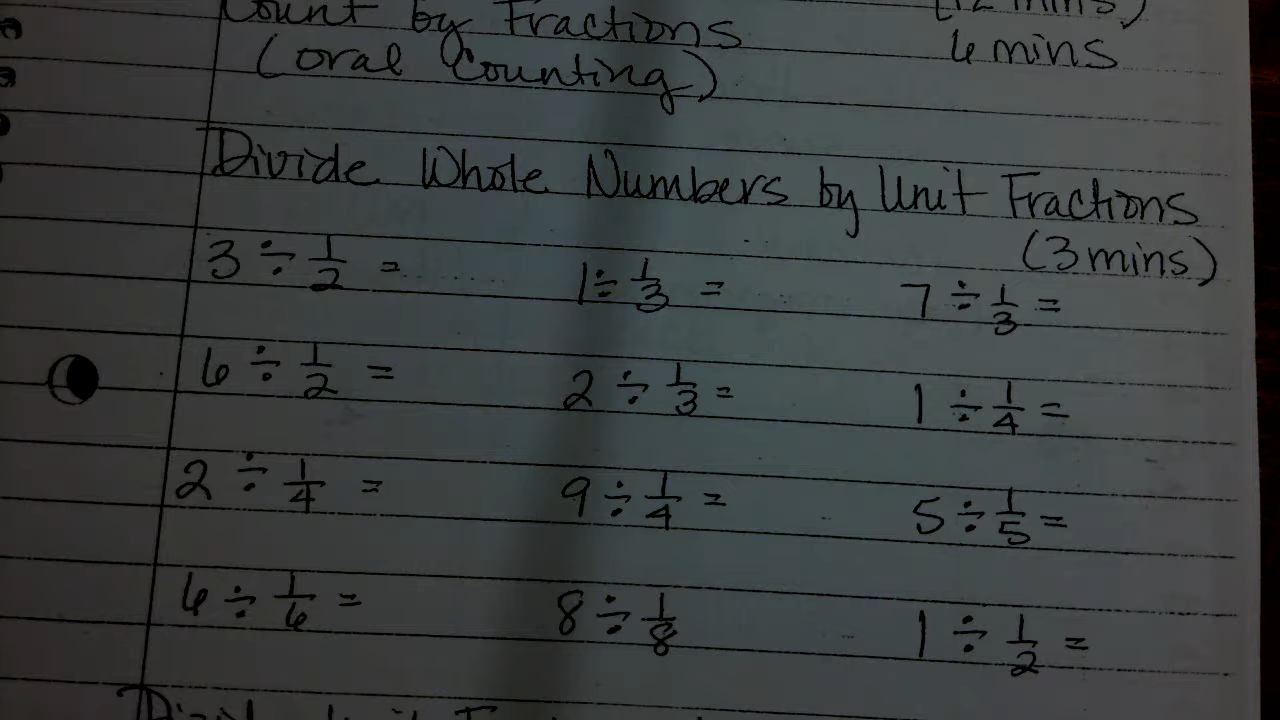 Count by Fractions (12 mins)
(oral Counting) 6 mins
Divide Whole Numbers by Unit Fractions
(3 mins)
3 ÷ 1/2 = 1 ÷ 1/3 = 7 ÷ 1/3 =
6 ÷ 1/2 = 2 ÷ 1/3 = 1 ÷ 1/4 =
2 ÷ 1/4 = 9 ÷ 1/4 = 5 ÷ 1/5 =
6 ÷ 1/6 = 8 ÷ 1/8 1 ÷ 1/2 =